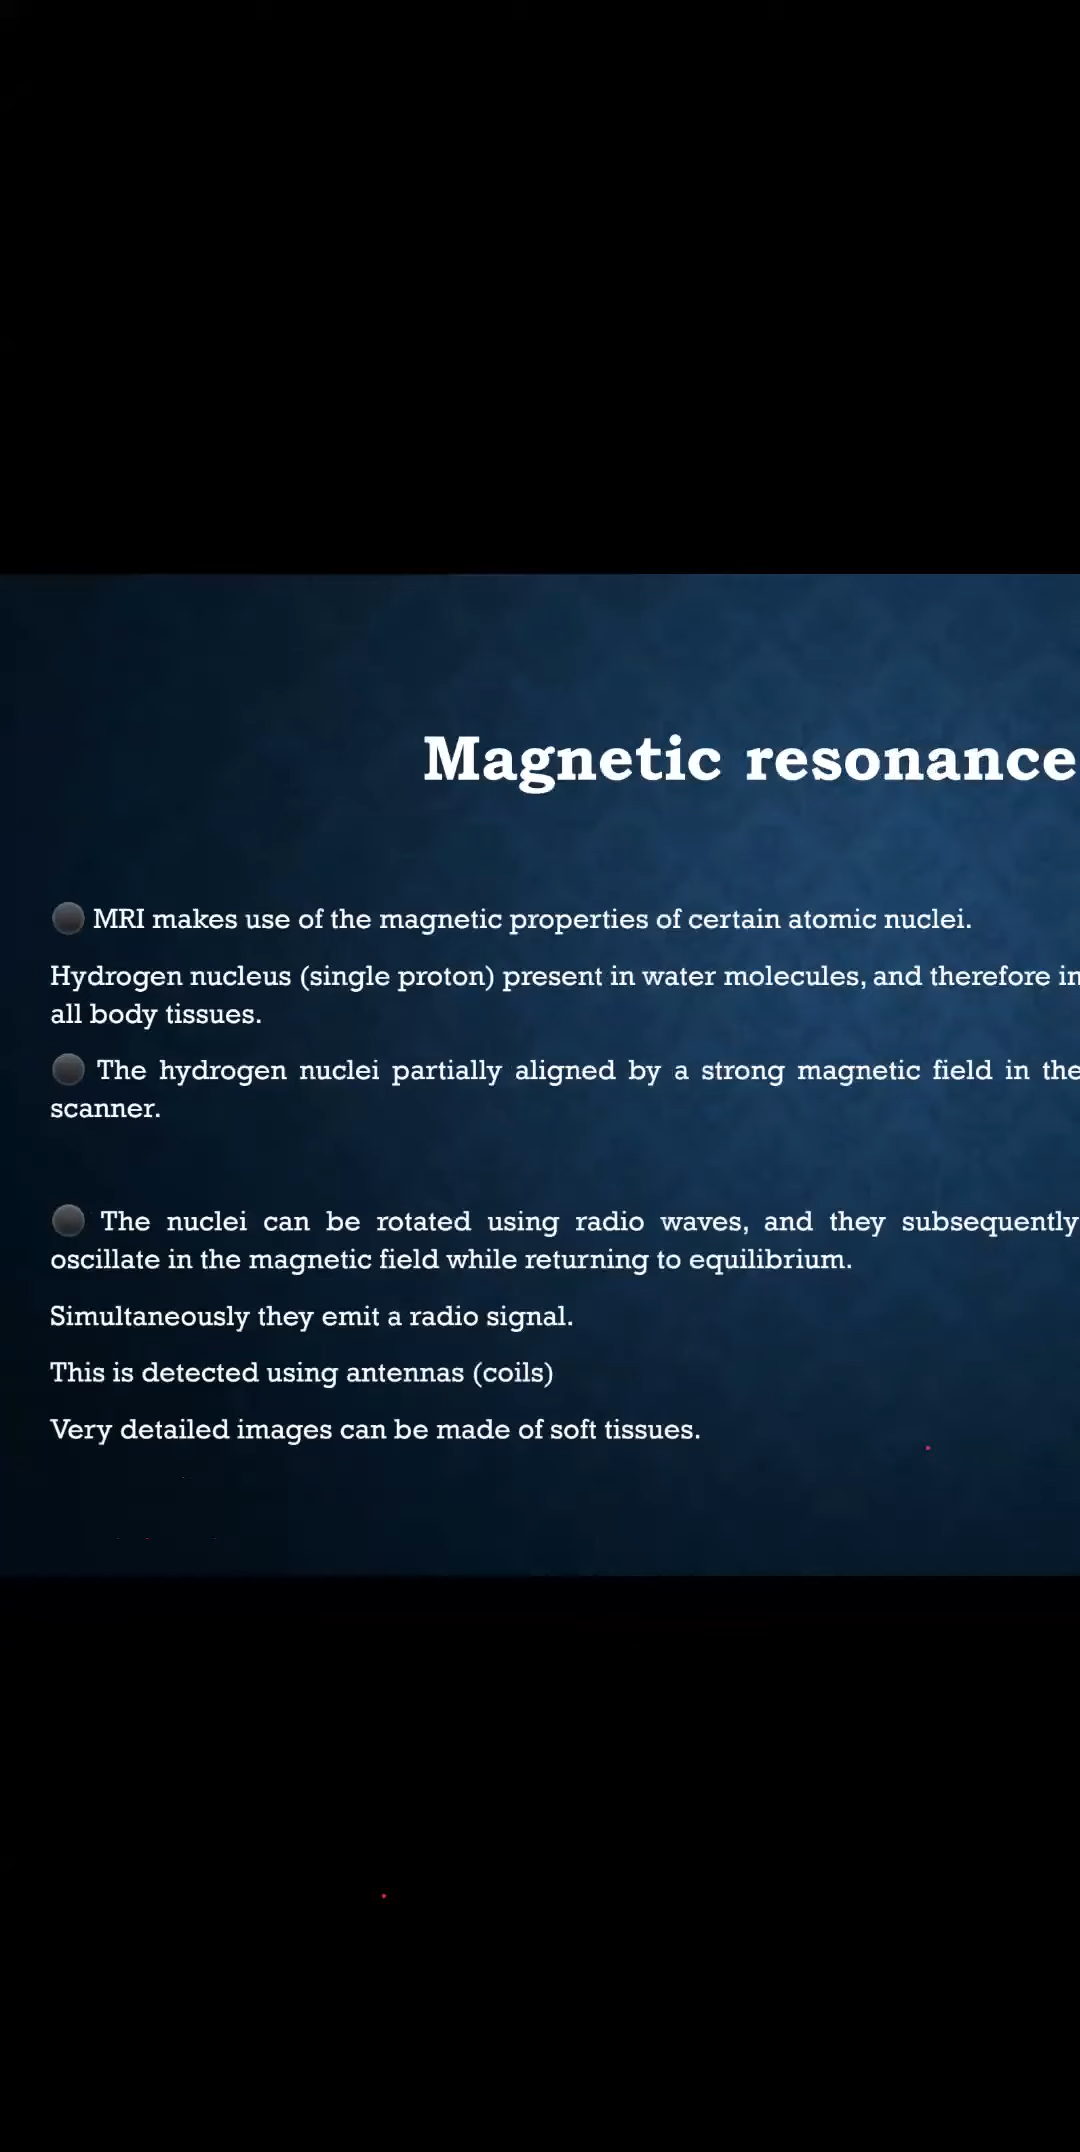 Magnetic resonance
MRI makes use of the magnetic properties of certain atomic nuclei.
Hydrogen nucleus (single proton) present in water molecules, and therefore in
all body tissues.
The hydrogen nuclei partially aligned by a strong magnetic field in the
scanner.
The nuclei can be rotated using radio waves, and they subsequently
oscillate in the magnetic field while returning to equilibrium.
Simultaneously they emit a radio signal.
This is detected using antennas (coils)
Very detailed images can be made of soft tissues.